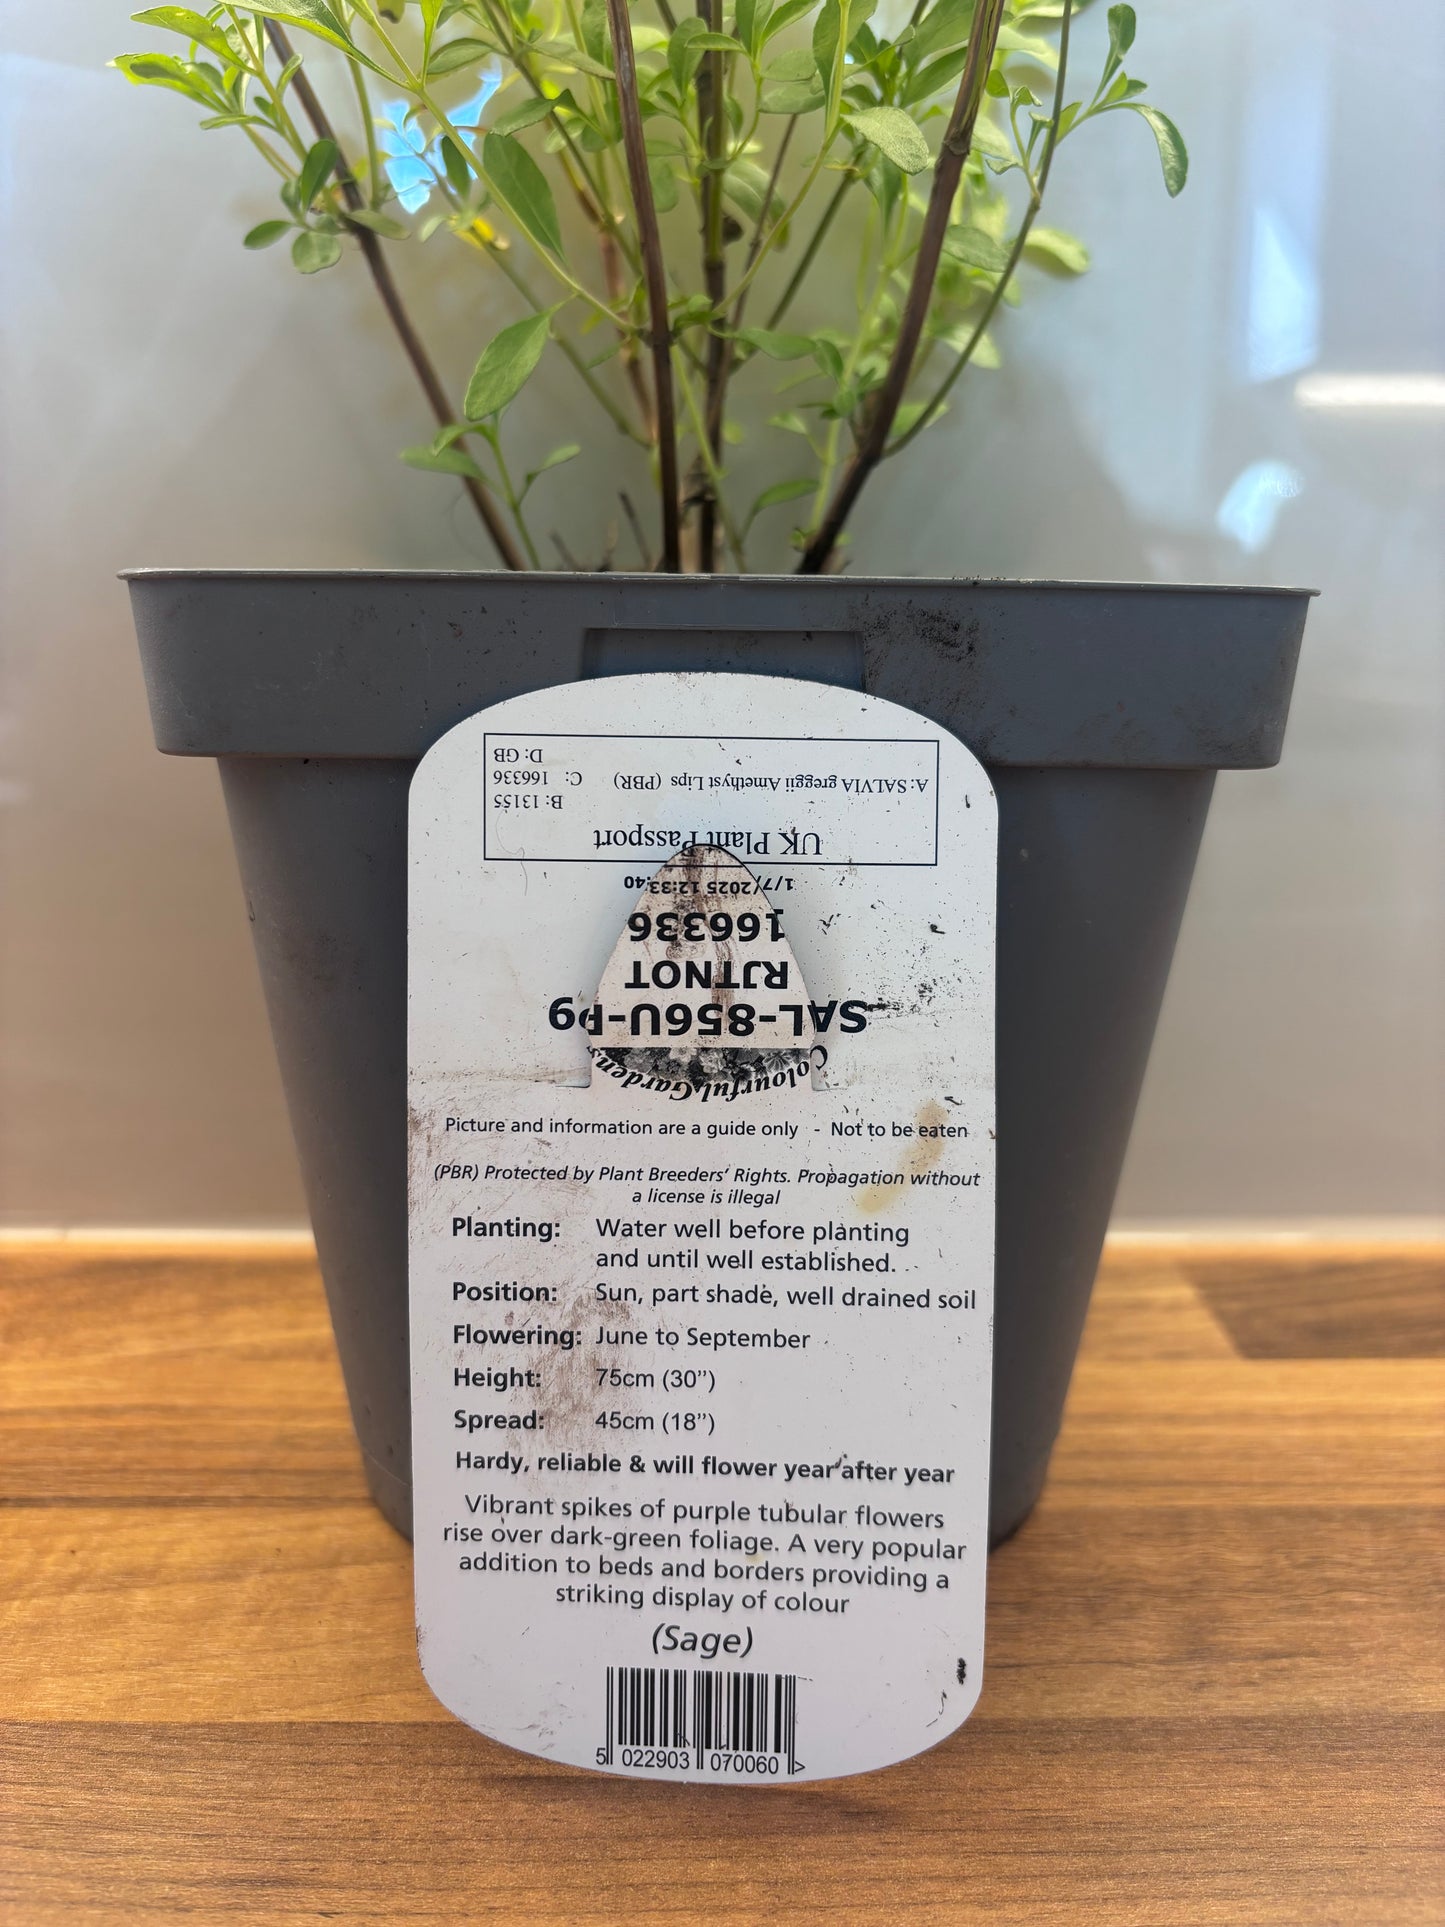 UK Plant Passport
A: SALVIA greggii Amethyst Lips (PBR)
B: 13155
C: 166336
D: GB
1/7/2025 12:33:40
166336
RJTNOT
SAL-856U-P9
Colourful Gardens
Picture and information are a guide only - Not to be eaten
(PBR) Protected by Plant Breeders’ Rights. Propagation without
a license is illegal
Planting: Water well before planting
and until well established.
Position: Sun, part shade, well drained soil
Flowering: June to September
Height: 75cm (30”)
Spread: 45cm (18”)
Hardy, reliable & will flower year after year
Vibrant spikes of purple tubular flowers
rise over dark-green foliage. A very popular
addition to beds and borders providing a
striking display of colour
(Sage)
5 022903 070060 >